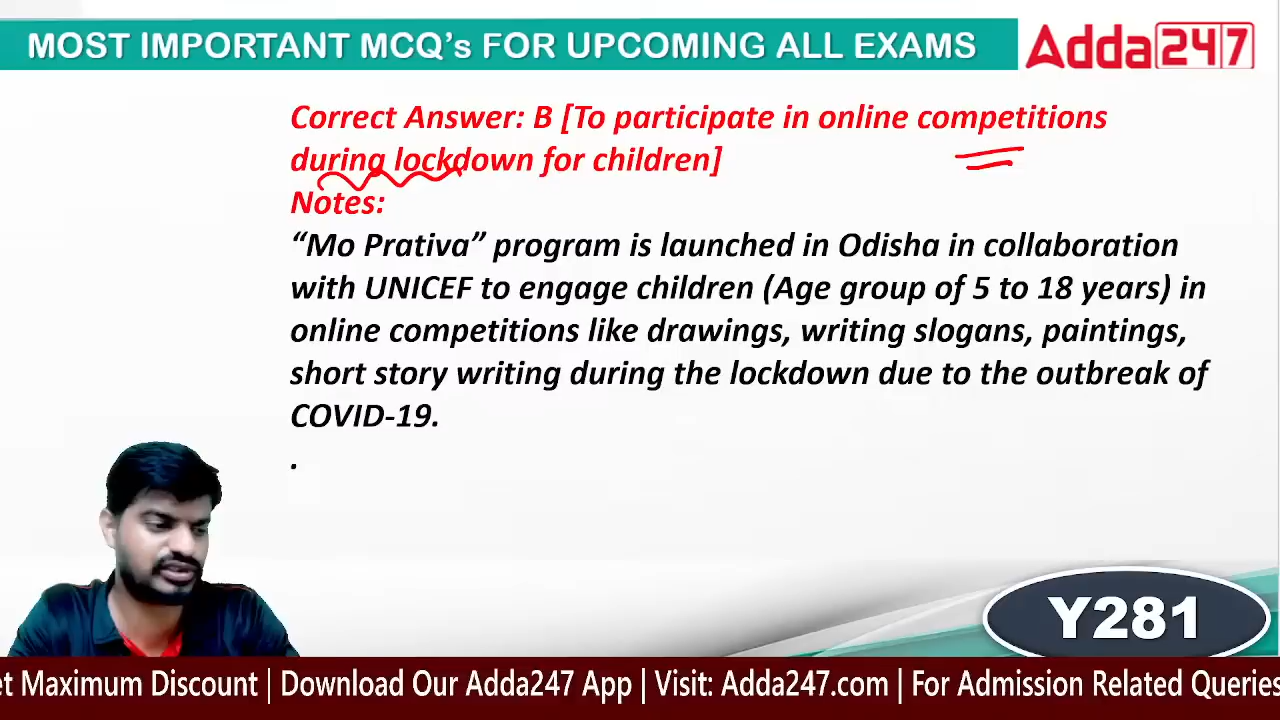 MOST IMPORTANT MCQ’s FOR UPCOMING ALL EXAMS
Adda247
Correct Answer: B [To participate in online competitions
during lockdown for children]
Notes:
“Mo Prativa” program is launched in Odisha in collaboration
with UNICEF to engage children (Age group of 5 to 18 years) in
online competitions like drawings, writing slogans, paintings,
short story writing during the lockdown due to the outbreak of
COVID-19.
.
Y281
et Maximum Discount | Download Our Adda247 App | Visit: Adda247.com | For Admission Related Queries